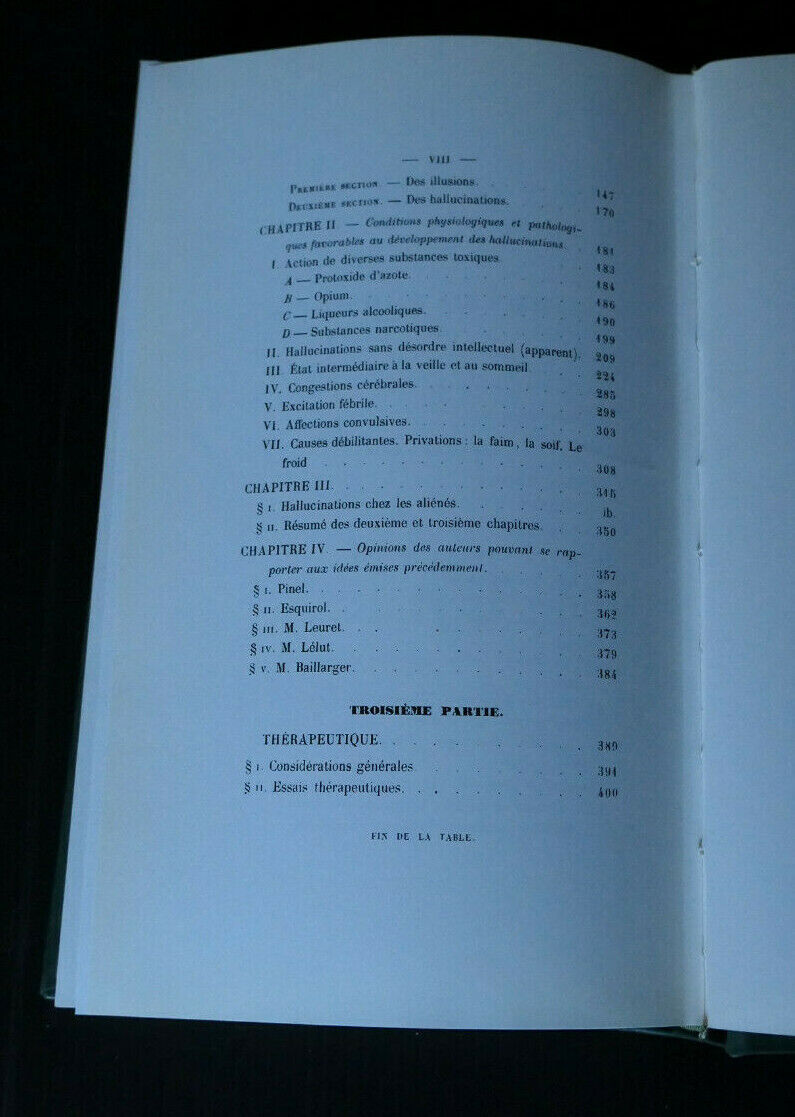 — VIII —
PREMIÈRE SECTION. — Des illusions. 147
DEUXIÈME SECTION. — Des hallucinations. 170
CHAPITRE II — Conditions physiologiques et pathologi-
ques favorables au développement des hallucinations. 181
I Action de diverses substances toxiques 183
A — Protoxide d'azote. 184
B — Opium. 186
C — Liqueurs alcooliques. 190
D — Substances narcotiques. 199
II. Hallucinations sans désordre intellectuel (apparent). 209
III. État intermédiaire à la veille et au sommeil. 224
IV. Congestions cérébrales. 285
V. Excitation fébrile. 298
VI. Affections convulsives. 303
VII. Causes débilitantes. Privations : la faim, la soif. Le
froid 308
CHAPITRE III. 315
§ I. Hallucinations chez les aliénés. ib.
§ II. Résumé des deuxième et troisième chapitres. 350
CHAPITRE IV — Opinions des auteurs pouvant se rap-
porter aux idées émises précédemment. 357
§ I. Pinel. 358
§ II. Esquirol. 362
§ III. M. Leuret. 373
§ IV. M. Lélut. 379
§ V. M. Baillarger. 384
TROISIÈME PARTIE.
THÉRAPEUTIQUE. 389
§ I. Considérations générales 391
§ II. Essais thérapeutiques. 400
FIN DE LA TABLE.